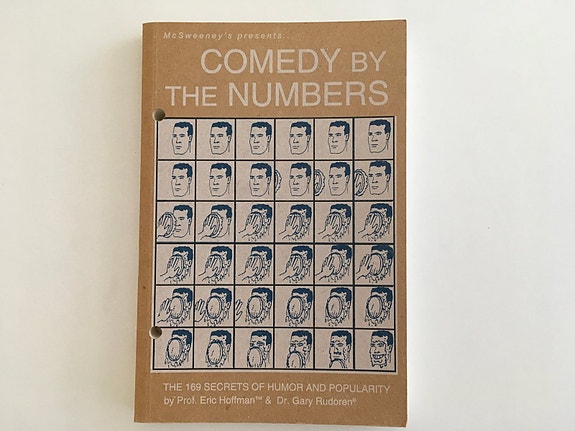 McSweeney's presents...
COMEDY BY
THE NUMBERS
THE 169 SECRETS OF HUMOR AND POPULARITY
by Prof. Eric Hoffman™ & Dr. Gary Rudoren®